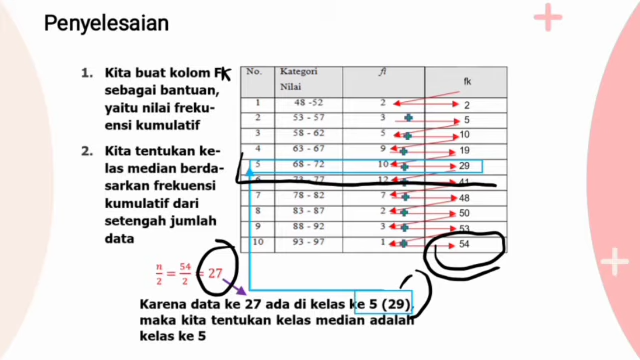 Penyelesaian
1. Kita buat kolom FK
sebagai bantuan,
yaitu nilai freku-
ensi kumulatif
2. Kita tentukan ke-
las median berda-
sarkan frekuensi
kumulatif dari
setengah jumlah
data
No. Kategori Nilai fI fk
1 48 -52 2 2
2 53 - 57 3 5
3 58 - 62 5 10
4 63 - 67 9 19
5 68 - 72 10 29
6 73 - 77 12 41
7 78 - 82 7 48
8 83 - 87 2 50
9 88 - 92 3 53
10 93 - 97 1 54
n/2 = 54/2 = 27
Karena data ke 27 ada di kelas ke 5 (29),
maka kita tentukan kelas median adalah
kelas ke 5